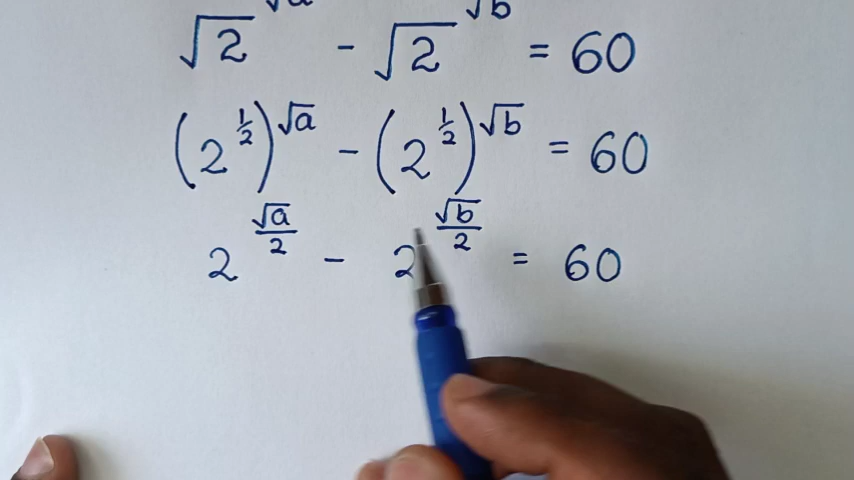 √2^√a - √2^√b = 60
(2^½)^√a - (2^½)^√b = 60
2^(√a/2) - 2^(√b/2) = 60